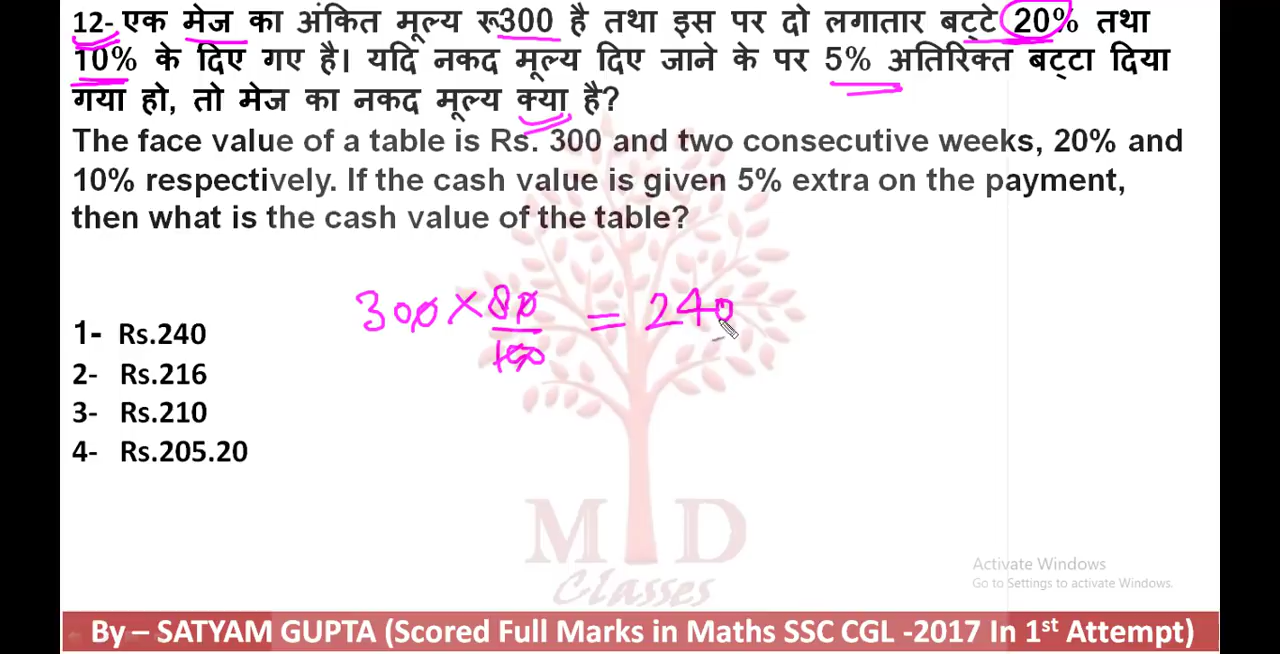 12- एक मेज का अंकित मूल्य रू300 है तथा इस पर दो लगातार बट्टे 20% तथा
10% के दिए गए है। यदि नकद मूल्य दिए जाने के पर 5% अतिरिक्त बट्टा दिया
गया हो, तो मेज का नकद मूल्य क्या है?
The face value of a table is Rs. 300 and two consecutive weeks, 20% and
10% respectively. If the cash value is given 5% extra on the payment,
then what is the cash value of the table?
300 × 80/100 = 240
1- Rs.240
2- Rs.216
3- Rs.210
4- Rs.205.20
M D
Classes
Activate Windows
Go to Settings to activate Windows.
By – SATYAM GUPTA (Scored Full Marks in Maths SSC CGL -2017 In 1st Attempt)